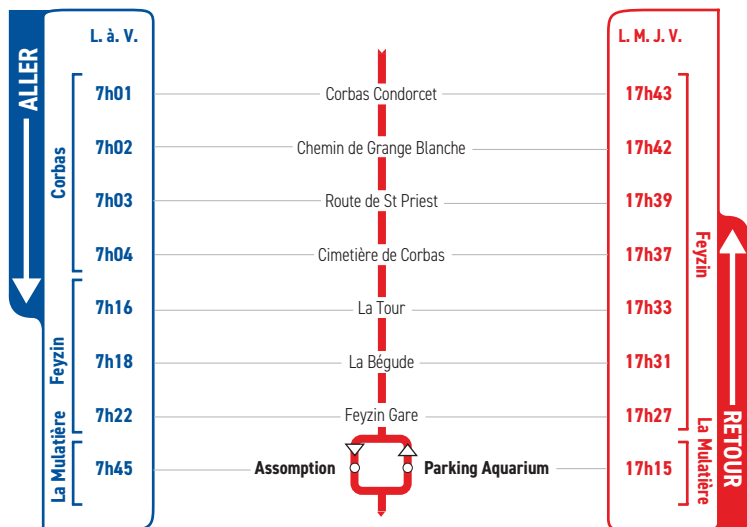 ALLER
L. à. V.
L. M. J. V.
Corbas
7h01 Corbas Condorcet 17h43
7h02 Chemin de Grange Blanche 17h42
7h03 Route de St Priest 17h39
7h04 Cimetière de Corbas 17h37
Feyzin
Feyzin
7h16 La Tour 17h33
7h18 La Bégude 17h31
7h22 Feyzin Gare 17h27
La Mulatière
La Mulatière
7h45 Assomption Parking Aquarium 17h15
RETOUR